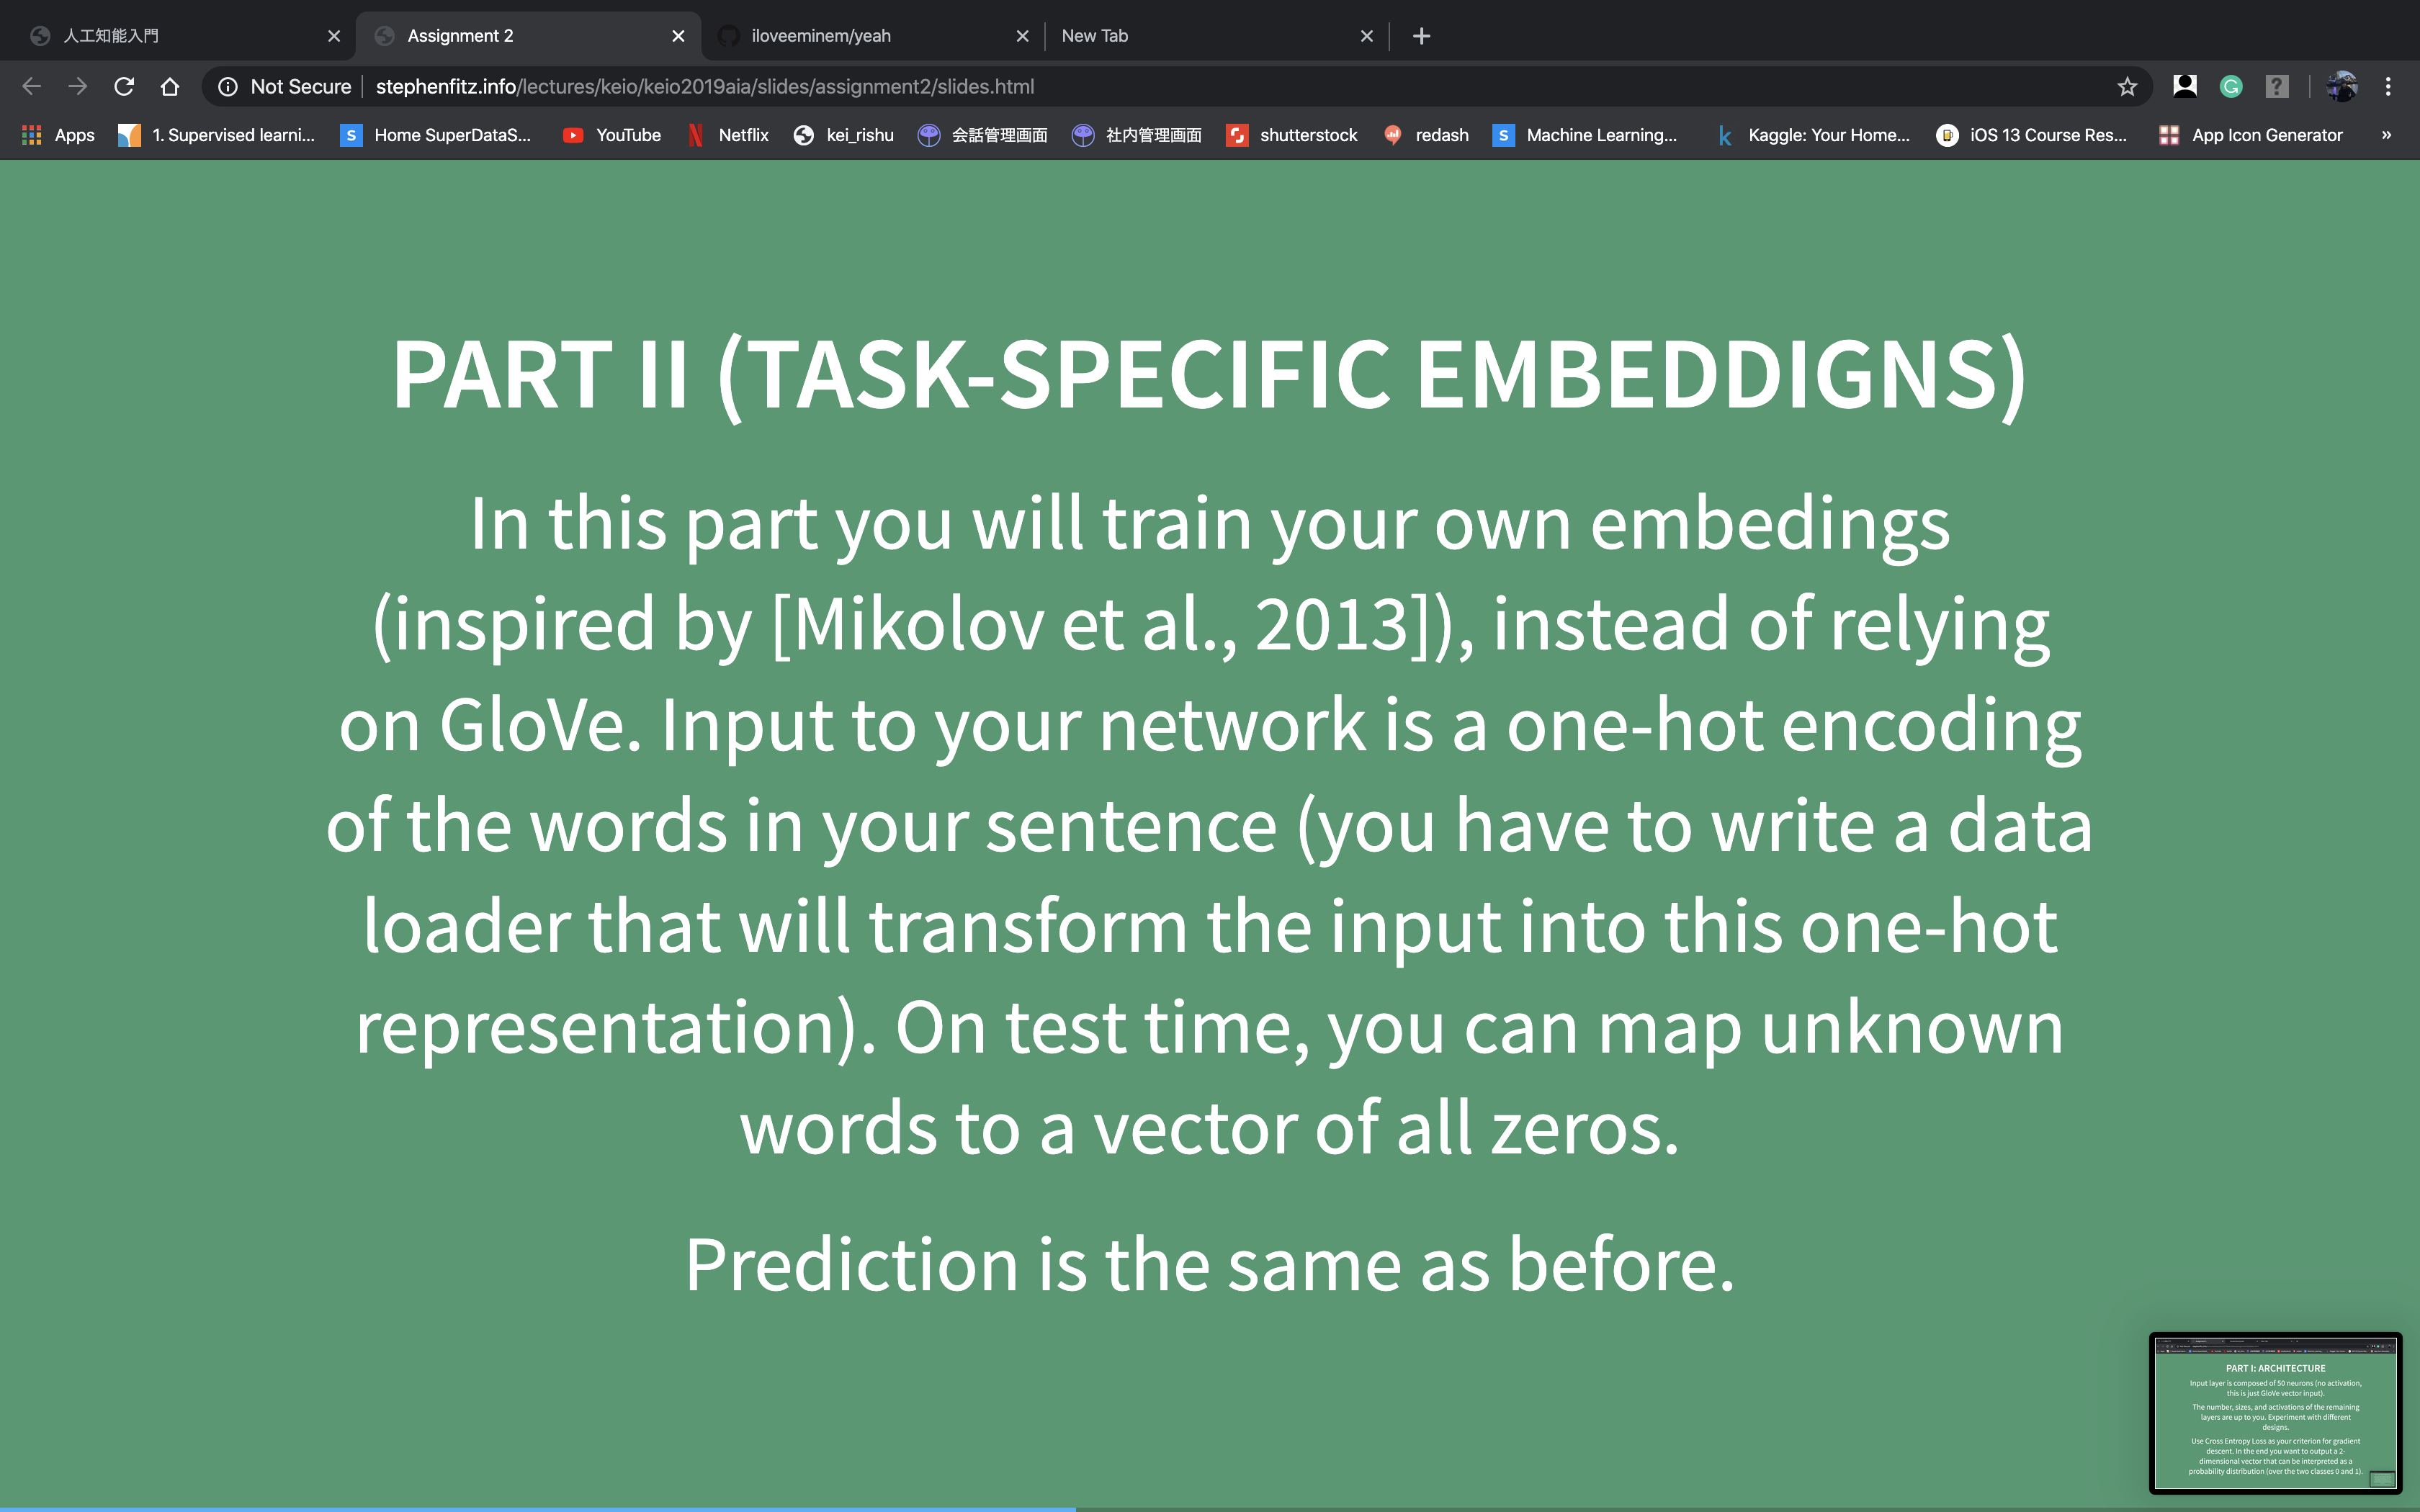 人工知能入門
Assignment 2
iloveeminem/yeah
New Tab
Not Secure
stephenfitz.info/lectures/keio/keio2019aia/slides/assignment2/slides.html
Apps
1. Supervised learni...
Home SuperDataS...
YouTube
Netflix
kei_rishu
会話管理画面
社内管理画面
shutterstock
redash
Machine Learning...
Kaggle: Your Home...
iOS 13 Course Res...
App Icon Generator
»
PART II (TASK-SPECIFIC EMBEDDIGNS)
In this part you will train your own embedings
(inspired by [Mikolov et al., 2013]), instead of relying
on GloVe. Input to your network is a one-hot encoding
of the words in your sentence (you have to write a data
loader that will transform the input into this one-hot
representation). On test time, you can map unknown
words to a vector of all zeros.
Prediction is the same as before.
PART I: ARCHITECTURE
Input layer is composed of 50 neurons (no activation,
this is just GloVe vector input).
The number, sizes, and activations of the remaining
layers are up to you. Experiment with different
designs.
Use Cross Entropy Loss as your criterion for gradient
descent. In the end you want to output a 2-
dimensional vector that can be interpreted as a
probability distribution (over the two classes 0 and 1).